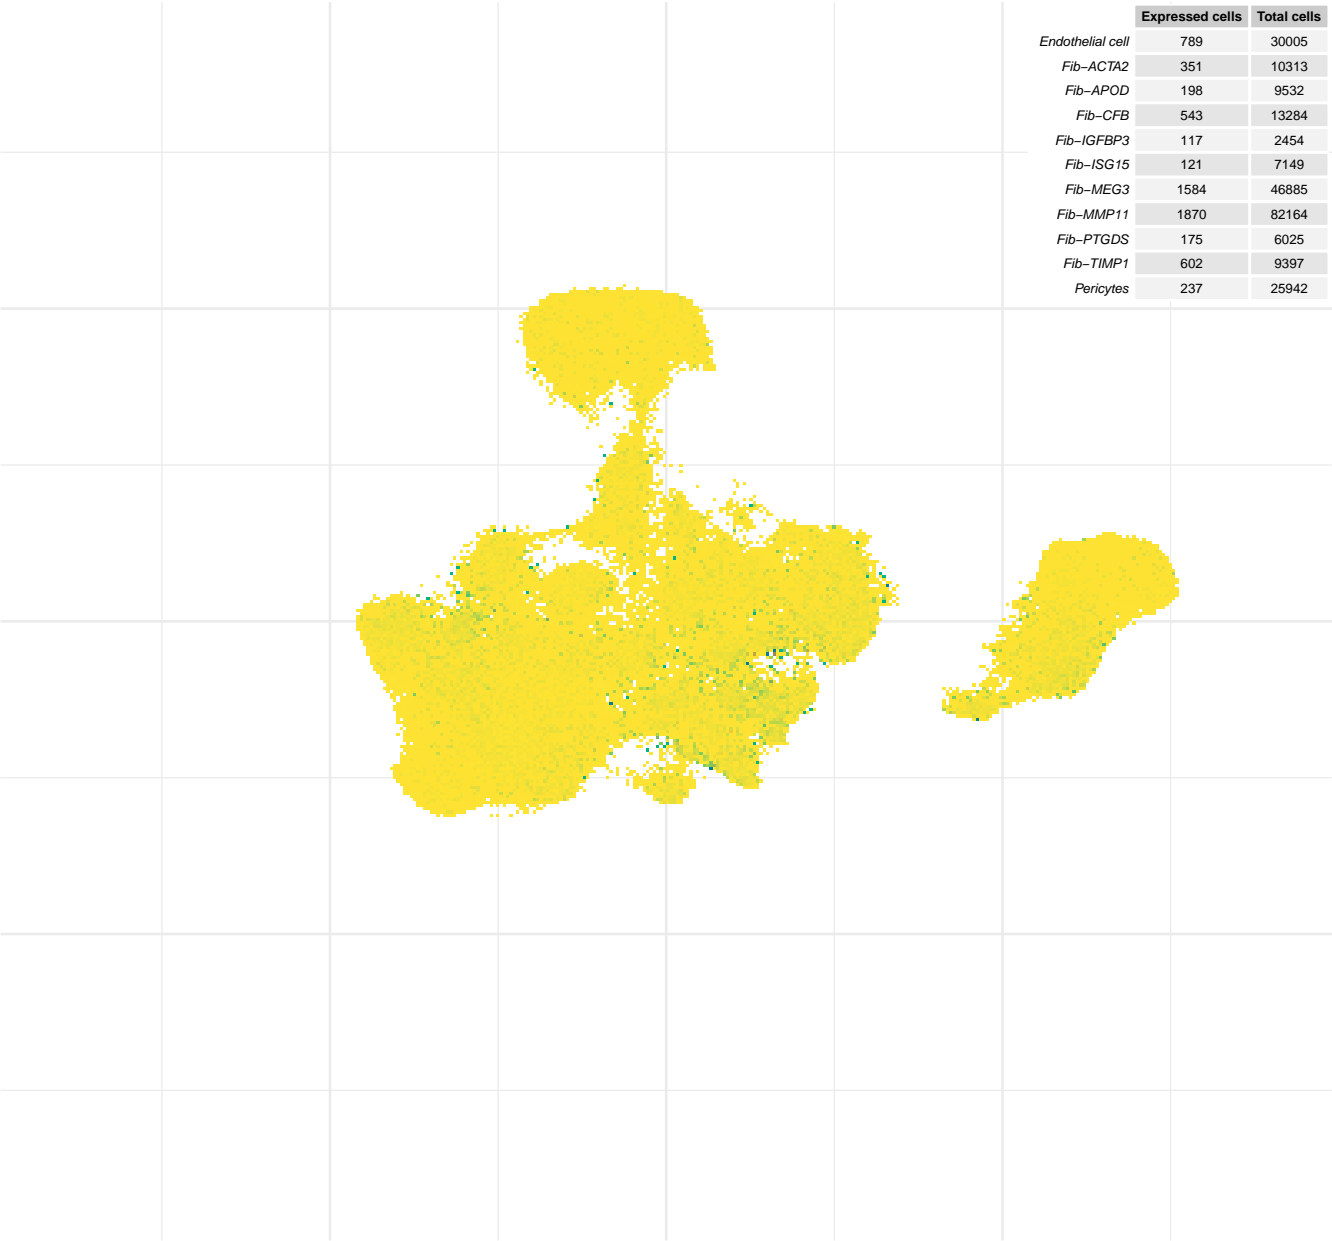 Expressed cells Total cells
Endothelial cell 789 30005
Fib−ACTA2 351 10313
Fib−APOD 198 9532
Fib−CFB 543 13284
Fib−IGFBP3 117 2454
Fib−ISG15 121 7149
Fib−MEG3 1584 46885
Fib−MMP11 1870 82164
Fib−PTGDS 175 6025
Fib−TIMP1 602 9397
Pericytes 237 25942